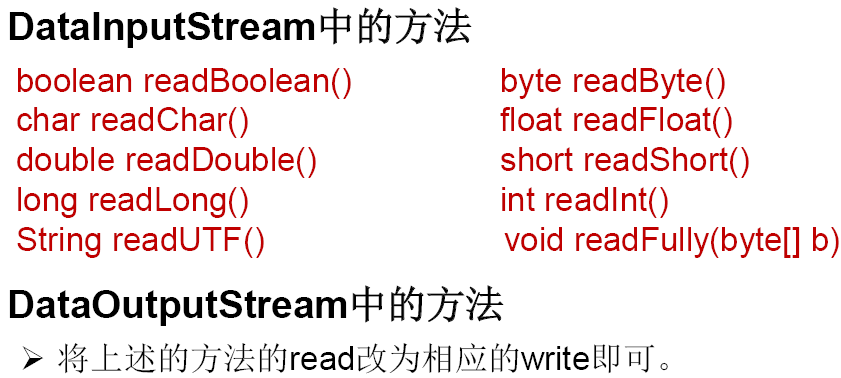 DataInputStream中的方法
boolean readBoolean() byte readByte()
char readChar() float readFloat()
double readDouble() short readShort()
long readLong() int readInt()
String readUTF() void readFully(byte[] b)
DataOutputStream中的方法
➢ 将上述的方法的read改为相应的write即可。